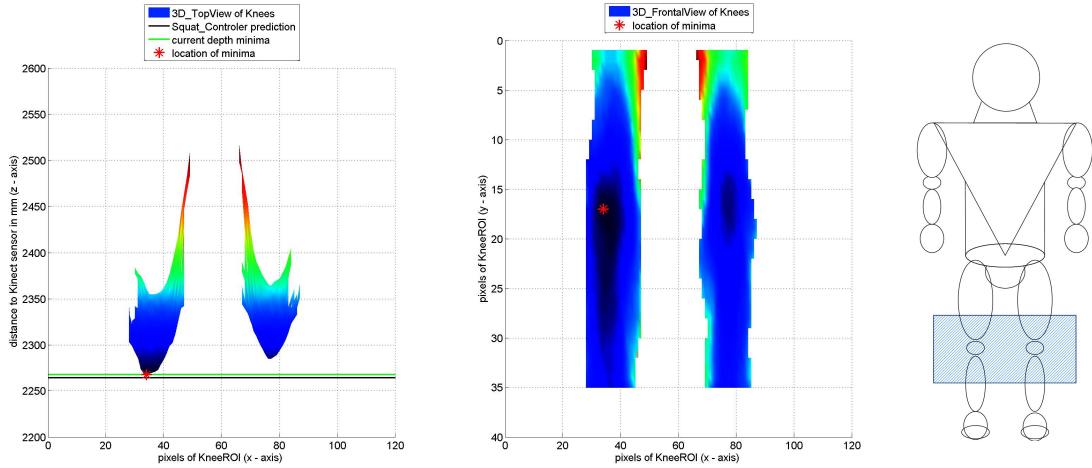 3D_TopView of Knees
Squat_Controler prediction
current depth minima
location of minima
2600
2550
2500
2450
2400
2350
2300
2250
2200
0 20 40 60 80 100 120
pixels of KneeROI (x - axis)
distance to Kinect sensor in mm (z - axis)
3D_FrontalView of Knees
location of minima
0
5
10
15
20
25
30
35
40
0 20 40 60 80 100 120
pixels of KneeROI (x - axis)
pixels of KneeROI (y - axis)